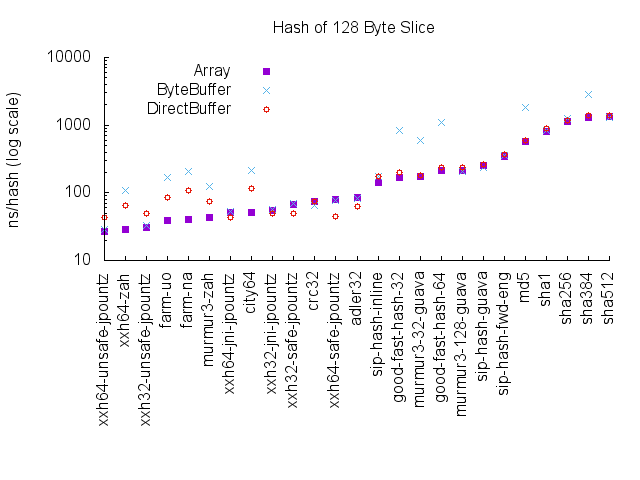 Hash of 128 Byte Slice
ns/hash (log scale)
10000
1000
100
10
Array
ByteBuffer
DirectBuffer
xxh64-unsafe-jpountz
xxh64-zah
xxh32-unsafe-jpountz
farm-uo
farm-na
murmur3-zah
xxh64-jni-jpountz
city64
xxh32-jni-jpountz
xxh32-safe-jpountz
crc32
xxh64-safe-jpountz
adler32
sip-hash-inline
good-fast-hash-32
murmur3-32-guava
good-fast-hash-64
murmur3-128-guava
sip-hash-guava
sip-hash-fwd-eng
md5
sha1
sha256
sha384
sha512